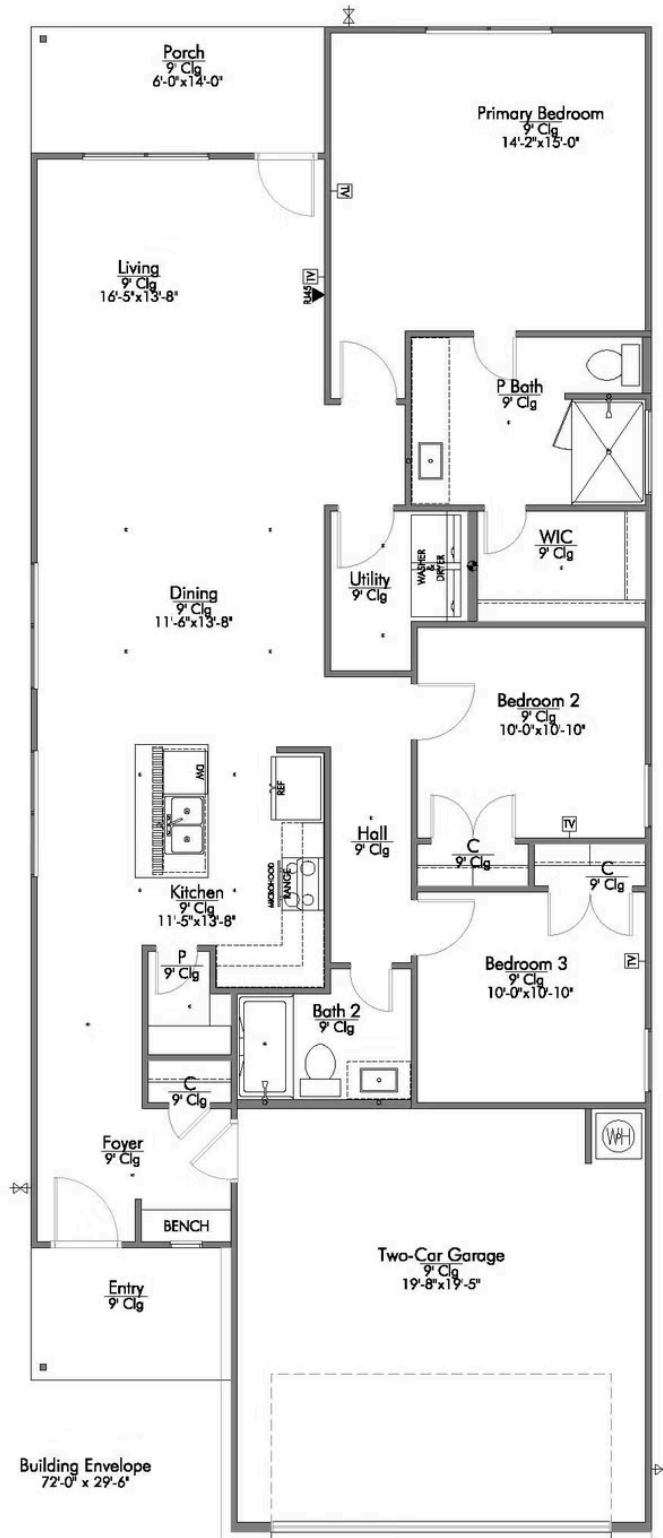 Porch
9' Clg
6'-0"x14'-0"
Primary Bedroom
9' Clg
14'-2"x15'-0"
TV
Living
9' Clg
16'-5"x13'-8"
TV
RJ45
P Bath
9' Clg
WIC
9' Clg
Utility
9' Clg
WASHER
&
DRYER
Dining
9' Clg
11'-6"x13'-8"
Bedroom 2
9' Clg
10'-0"x10'-10"
TV
DW
REF
Hall
9' Clg
C
9' Clg
C
9' Clg
MICROHOOD
RANGE
Kitchen
9' Clg
11'-5"x13'-8"
P
9' Clg
Bedroom 3
9' Clg
10'-0"x10'-10"
TV
Bath 2
9' Clg
C
9' Clg
WH
Foyer
9' Clg
BENCH
Two-Car Garage
9' Clg
19'-8"x19'-5"
Entry
9' Clg
Building Envelope
72'-0" x 29'-6"